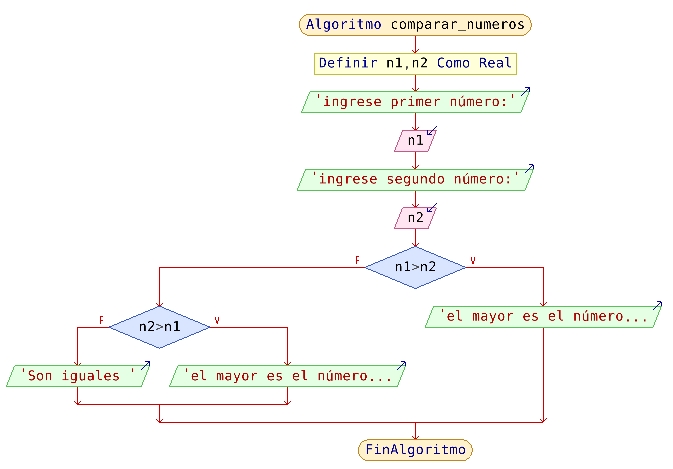 Algoritmo comparar_numeros
Definir n1,n2 Como Real
'ingrese primer número:'
n1
'ingrese segundo número:'
n2
n1>n2
F
V
'el mayor es el número...
n2>n1
F
V
'Son iguales '
'el mayor es el número...
FinAlgoritmo